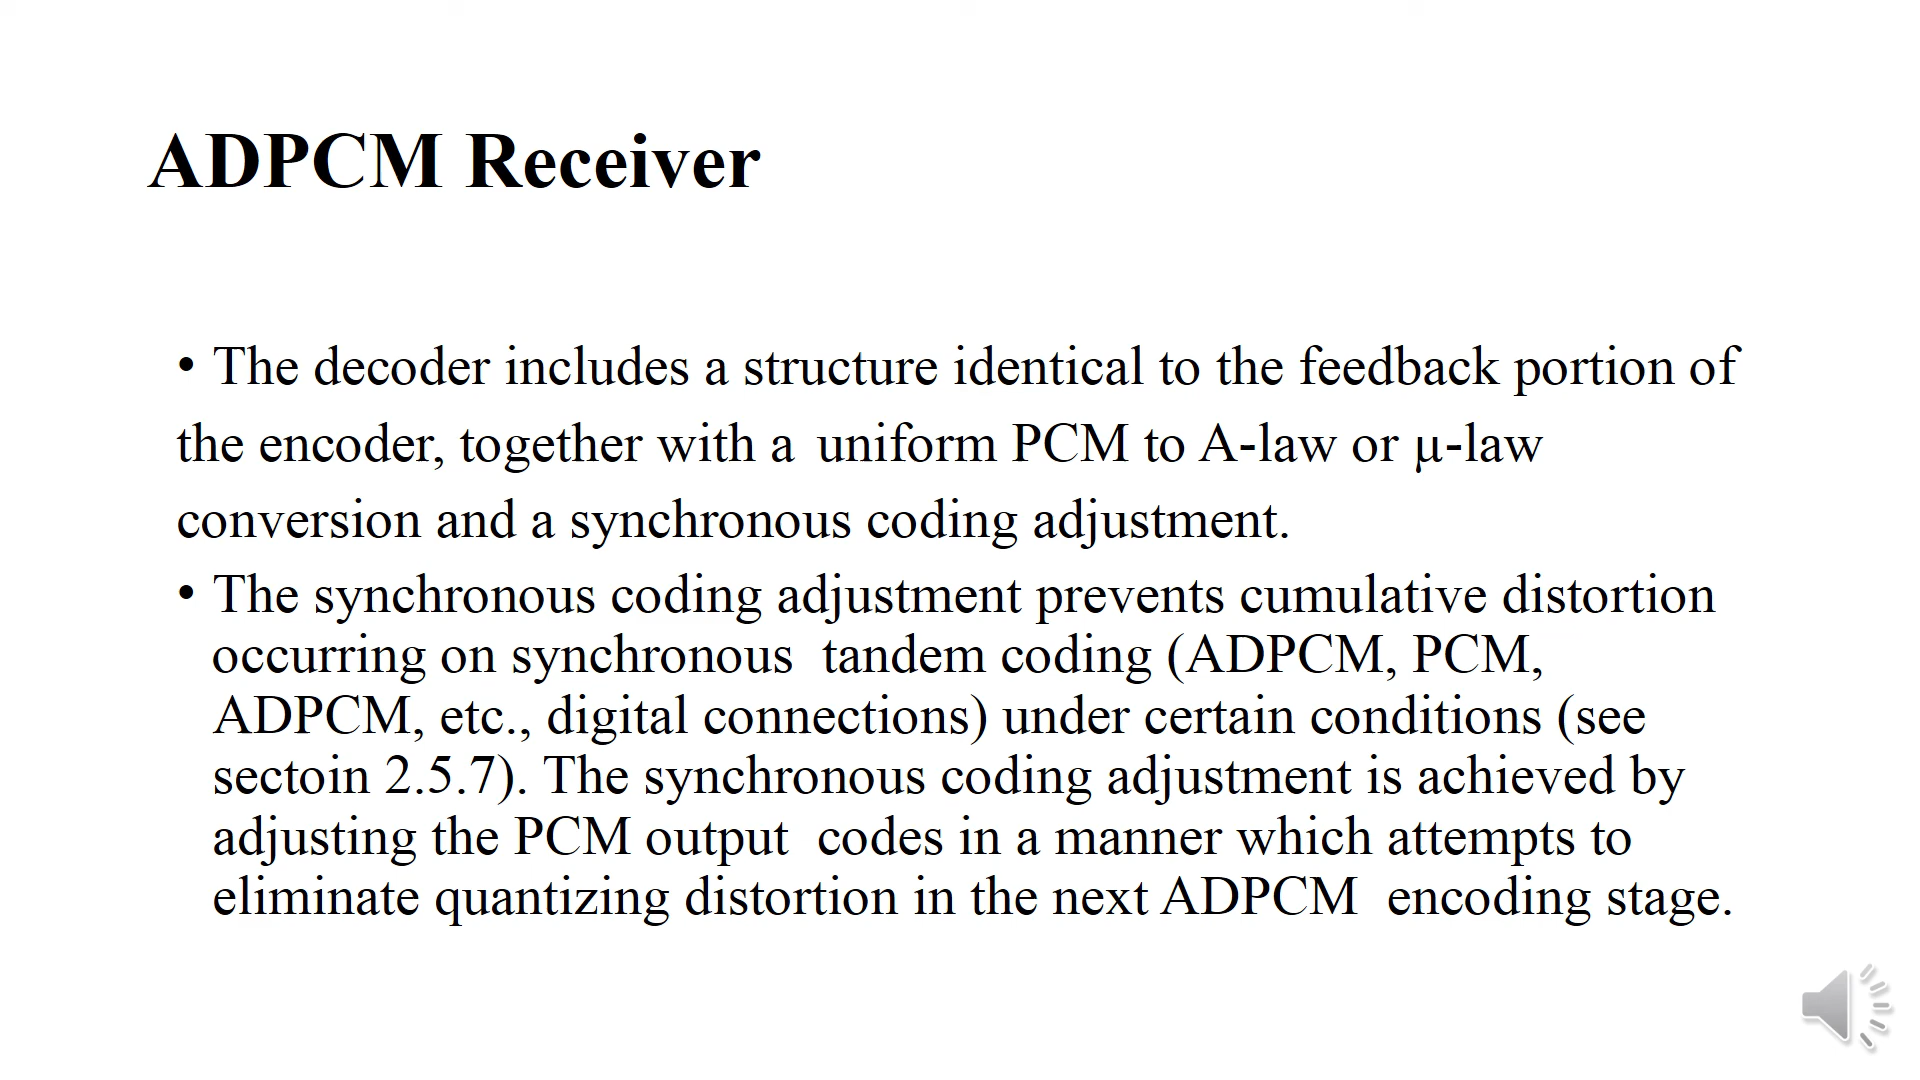 ADPCM Receiver
• The decoder includes a structure identical to the feedback portion of
the encoder, together with a uniform PCM to A-law or µ-law
conversion and a synchronous coding adjustment.
• The synchronous coding adjustment prevents cumulative distortion
occurring on synchronous tandem coding (ADPCM, PCM,
ADPCM, etc., digital connections) under certain conditions (see
sectoin 2.5.7). The synchronous coding adjustment is achieved by
adjusting the PCM output codes in a manner which attempts to
eliminate quantizing distortion in the next ADPCM encoding stage.